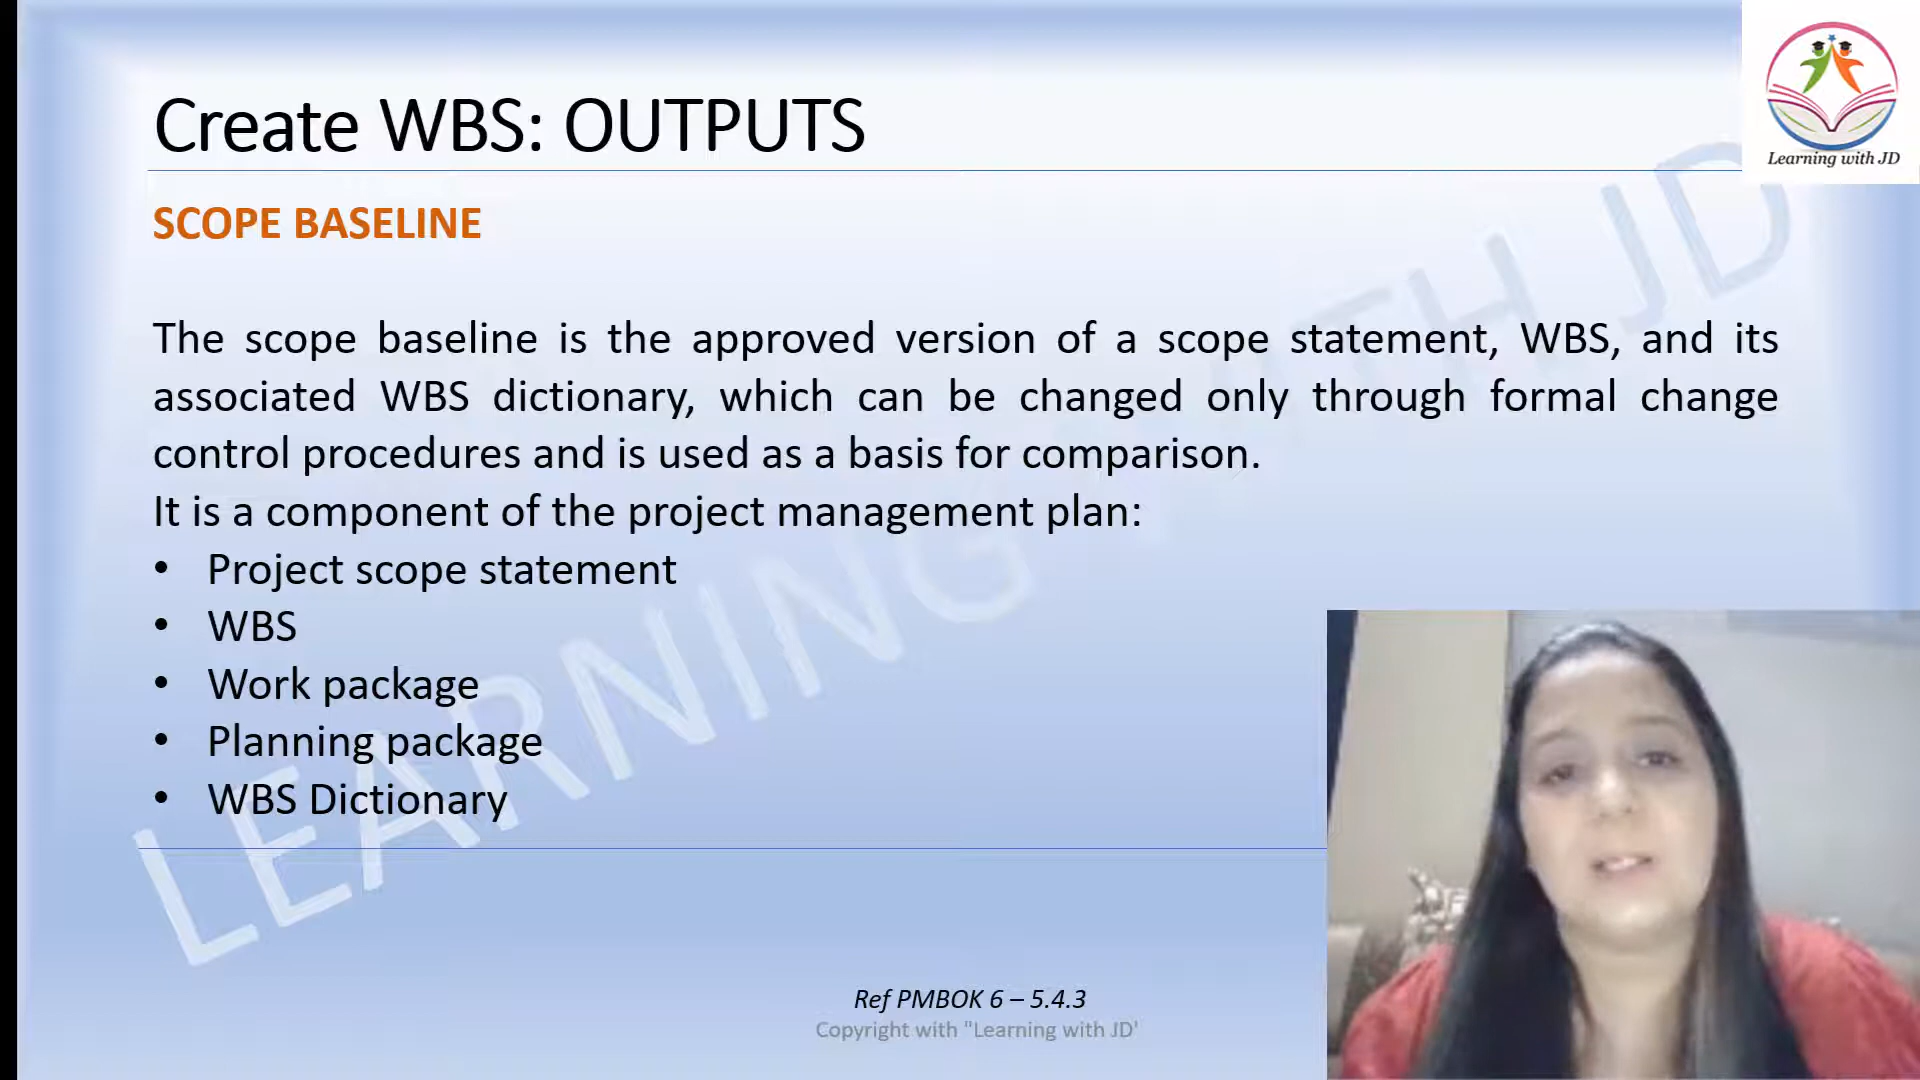 Create WBS: OUTPUTS
Learning with JD
SCOPE BASELINE
The scope baseline is the approved version of a scope statement, WBS, and its
associated WBS dictionary, which can be changed only through formal change
control procedures and is used as a basis for comparison.
It is a component of the project management plan:
• Project scope statement
• WBS
• Work package
• Planning package
• WBS Dictionary
LEARNING WITH JD
Ref PMBOK 6 – 5.4.3
Copyright with "Learning with JD'